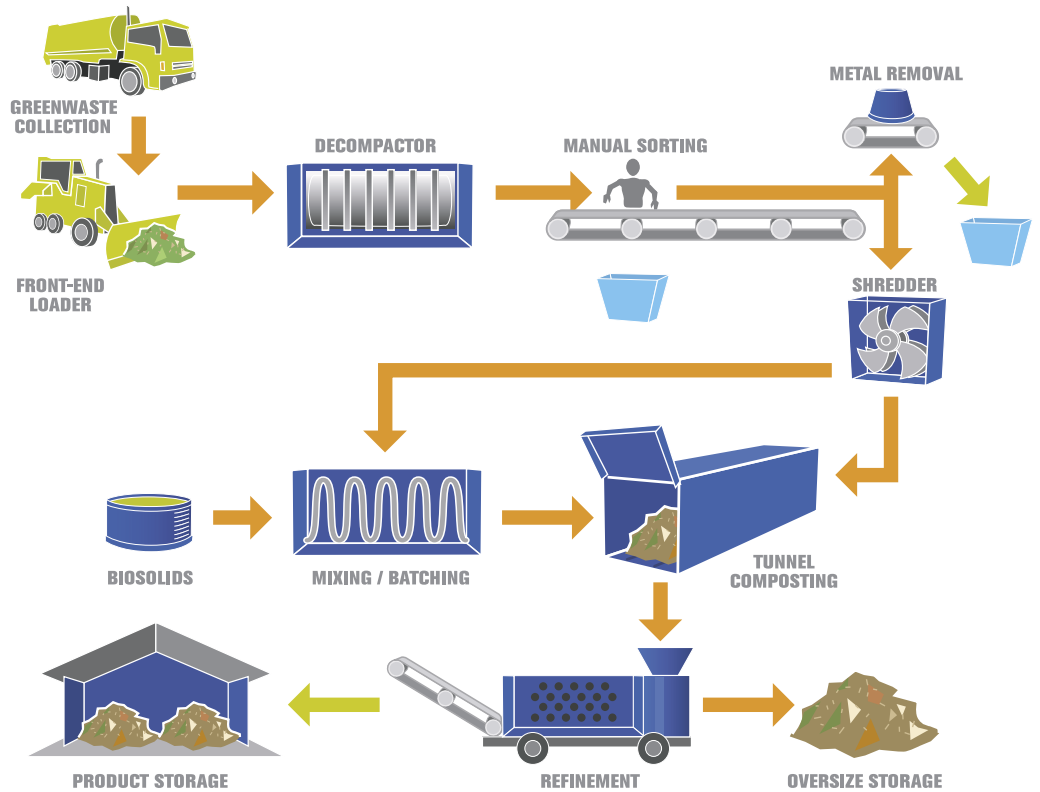 METAL REMOVAL
GREENWASTE
COLLECTION
DECOMPACTOR
MANUAL SORTING
FRONT-END
LOADER
SHREDDER
BIOSOLIDS
MIXING / BATCHING
TUNNEL
COMPOSTING
PRODUCT STORAGE
REFINEMENT
OVERSIZE STORAGE